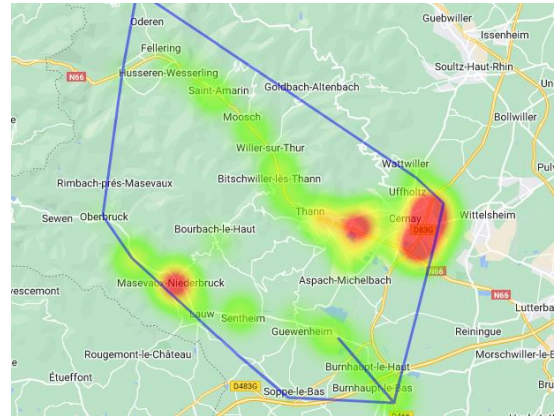 Oderen
Guebwiller
Issenheim
Fellering
N66
Husseren-Wesserling
Soultz-Haut-Rhin
Saint-Amarin
Goldbach-Altenbach
Bollwiller
Moosch
Willer-sur-Thur
Wattwiller
Bitschwiller-lès-Thann
Rimbach-près-Masevaux
Uffholtz
Sewen
Oberbruck
Thann
Cernay
Wittelsheim
Bourbach-le-Haut
D83G
Aspach-Michelbach
N66
Masevaux-Niederbruck
N66
Lauw
Sentheim
Guewenheim
Reiningue
Rougemont-le-Château
Burnhaupt-le-Haut
Étueffont
D483G
Soppe-le-Bas
Burnhaupt-le-Bas